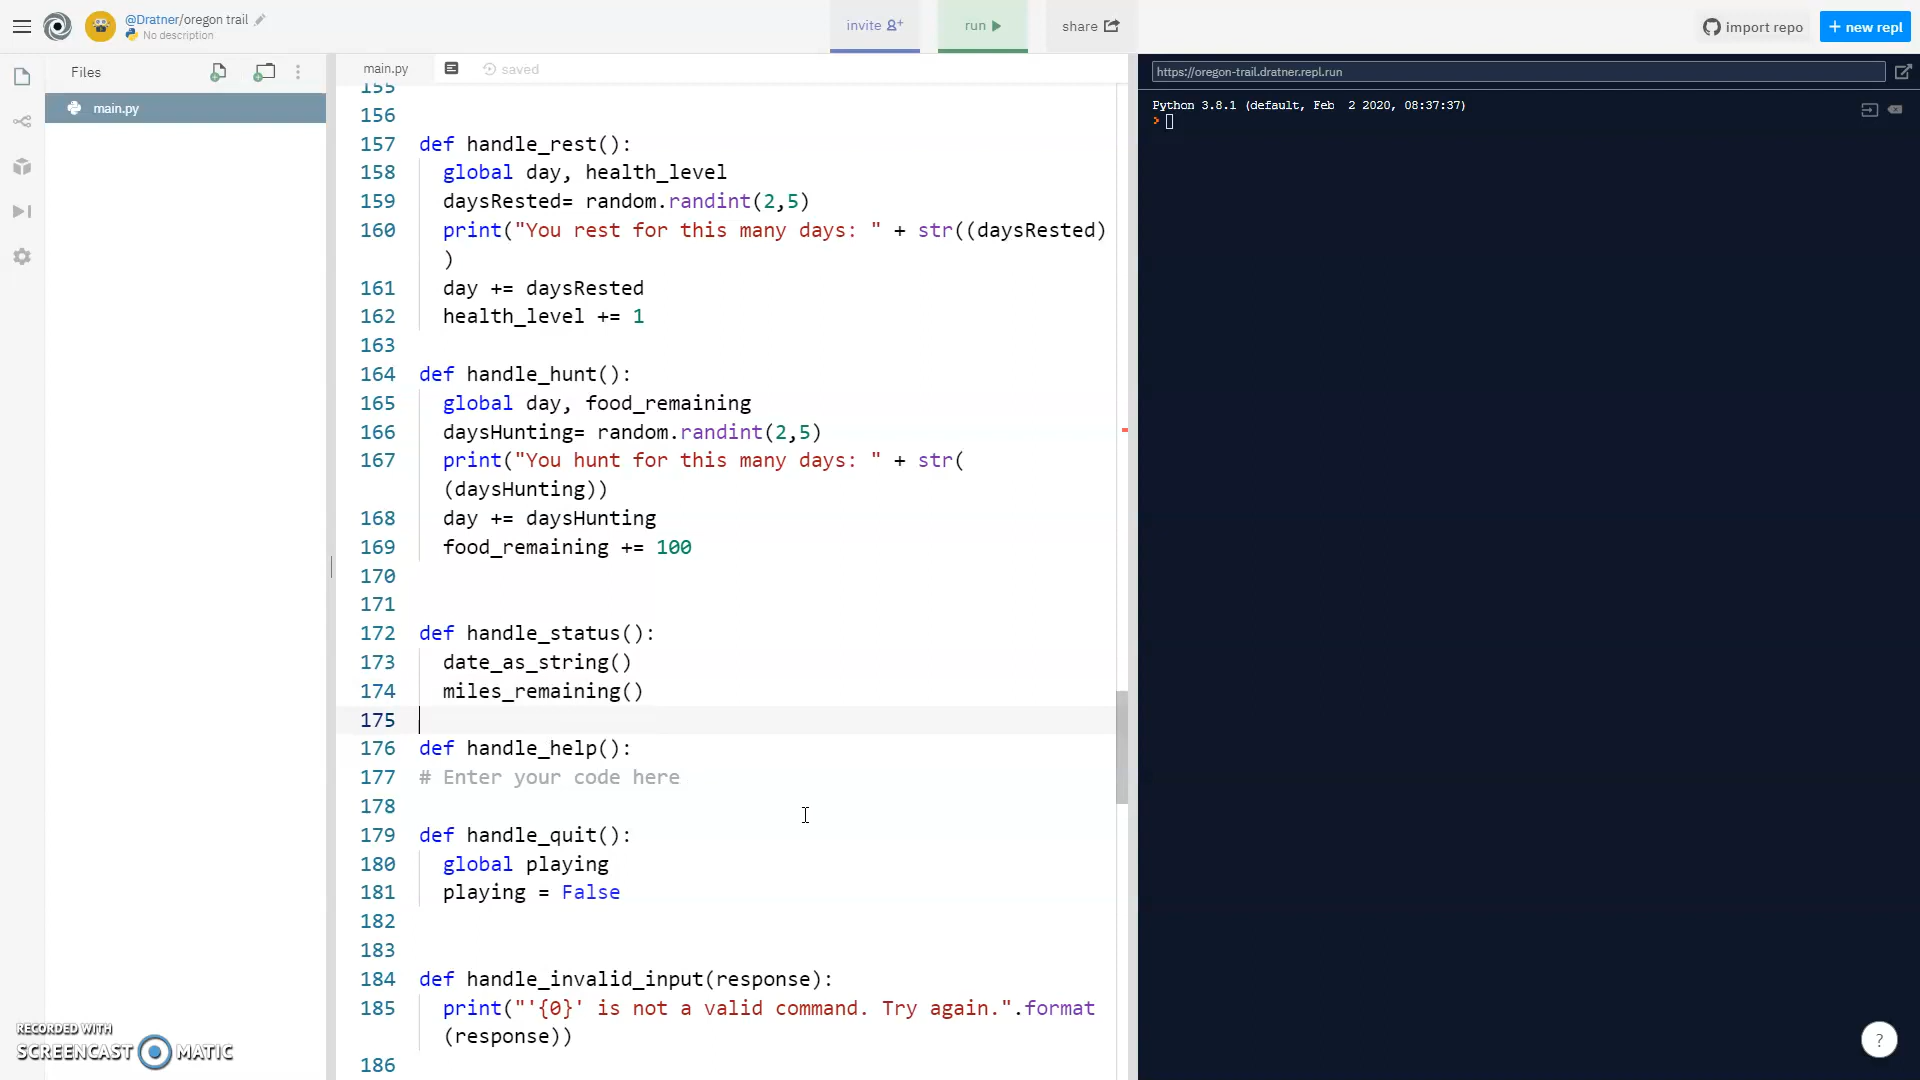 @Dratner/oregon trail
No description
invite
run
share
import repo
+ new repl
Files
main.py
main.py
saved
https://oregon-trail.dratner.repl.run
Python 3.8.1 (default, Feb  2 2020, 08:37:37)
>
155
156
157 def handle_rest():
158   global day, health_level
159   daysRested= random.randint(2,5)
160   print("You rest for this many days: " + str((daysRested)
  )
161   day += daysRested
162   health_level += 1
163
164 def handle_hunt():
165   global day, food_remaining
166   daysHunting= random.randint(2,5)
167   print("You hunt for this many days: " + str(
  (daysHunting))
168   day += daysHunting
169   food_remaining += 100
170
171
172 def handle_status():
173   date_as_string()
174   miles_remaining()
175
176 def handle_help():
177 # Enter your code here
178
179 def handle_quit():
180   global playing
181   playing = False
182
183
184 def handle_invalid_input(response):
185   print("'{0}' is not a valid command. Try again.".format
  (response))
186
RECORDED WITH
SCREENCAST MATIC
?